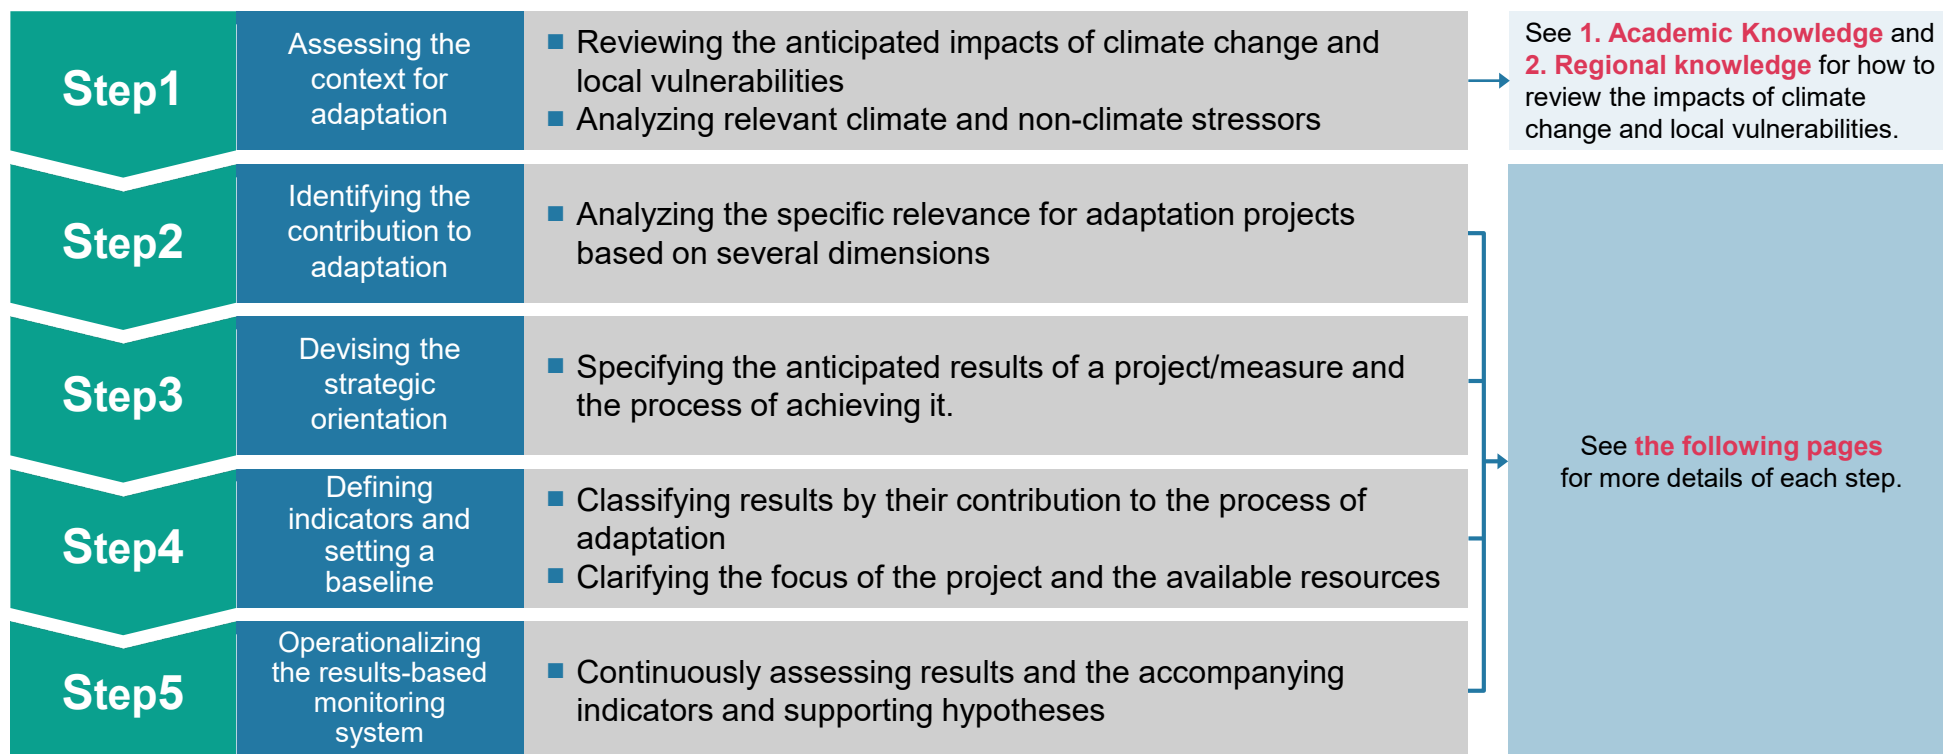 Step1
Assessing the
context for
adaptation
■ Reviewing the anticipated impacts of climate change and
local vulnerabilities
■ Analyzing relevant climate and non-climate stressors
See 1. Academic Knowledge and
2. Regional knowledge for how to
review the impacts of climate
change and local vulnerabilities.
Step2
Identifying the
contribution to
adaptation
■ Analyzing the specific relevance for adaptation projects
based on several dimensions
Step3
Devising the
strategic
orientation
■ Specifying the anticipated results of a project/measure and
the process of achieving it.
Step4
Defining
indicators and
setting a
baseline
■ Classifying results by their contribution to the process of
adaptation
■ Clarifying the focus of the project and the available resources
Step5
Operationalizing
the results-based
monitoring
system
■ Continuously assessing results and the accompanying
indicators and supporting hypotheses
See the following pages
for more details of each step.